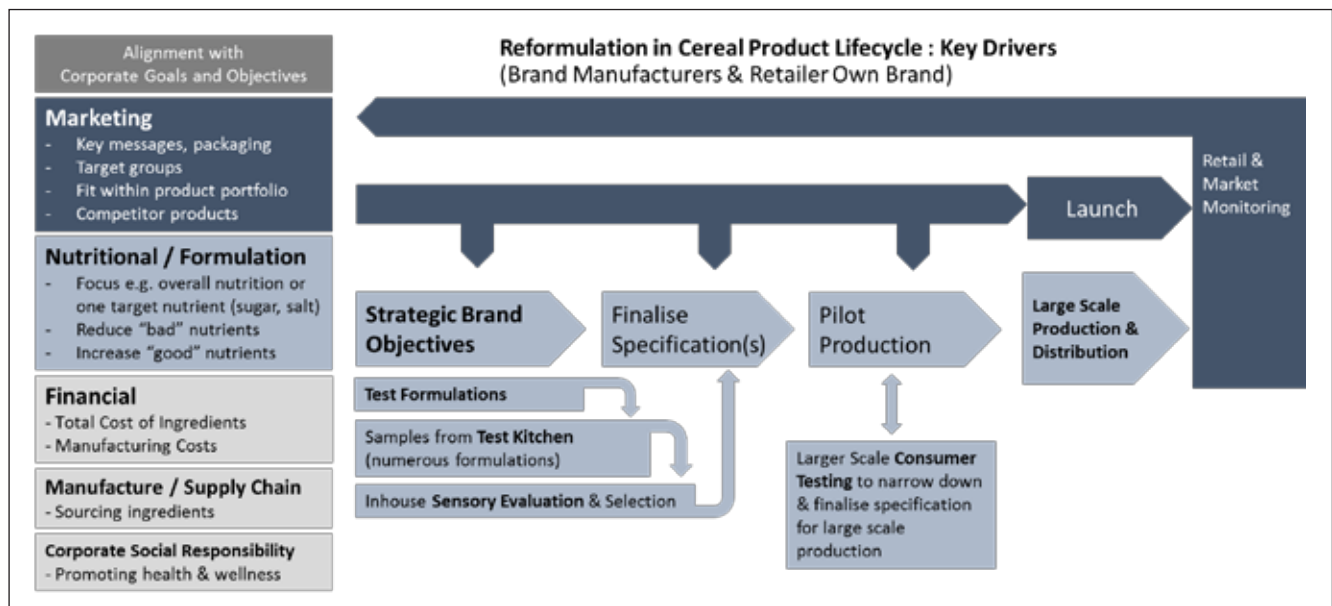 Alignment with
Corporate Goals and Objectives
Marketing
- Key messages, packaging
- Target groups
- Fit within product portfolio
- Competitor products
Nutritional / Formulation
- Focus e.g. overall nutrition or
one target nutrient (sugar, salt)
- Reduce “bad” nutrients
- Increase “good” nutrients
Financial
- Total Cost of Ingredients
- Manufacturing Costs
Manufacture / Supply Chain
- Sourcing ingredients
Corporate Social Responsibility
- Promoting health & wellness
Reformulation in Cereal Product Lifecycle : Key Drivers
(Brand Manufacturers & Retailer Own Brand)
Launch
Retail &
Market
Monitoring
Strategic Brand
Objectives
Finalise
Specification(s)
Pilot
Production
Large Scale
Production &
Distribution
Test Formulations
Samples from Test Kitchen
(numerous formulations)
Inhouse Sensory Evaluation & Selection
Larger Scale Consumer
Testing to narrow down
& finalise specification
for large scale
production